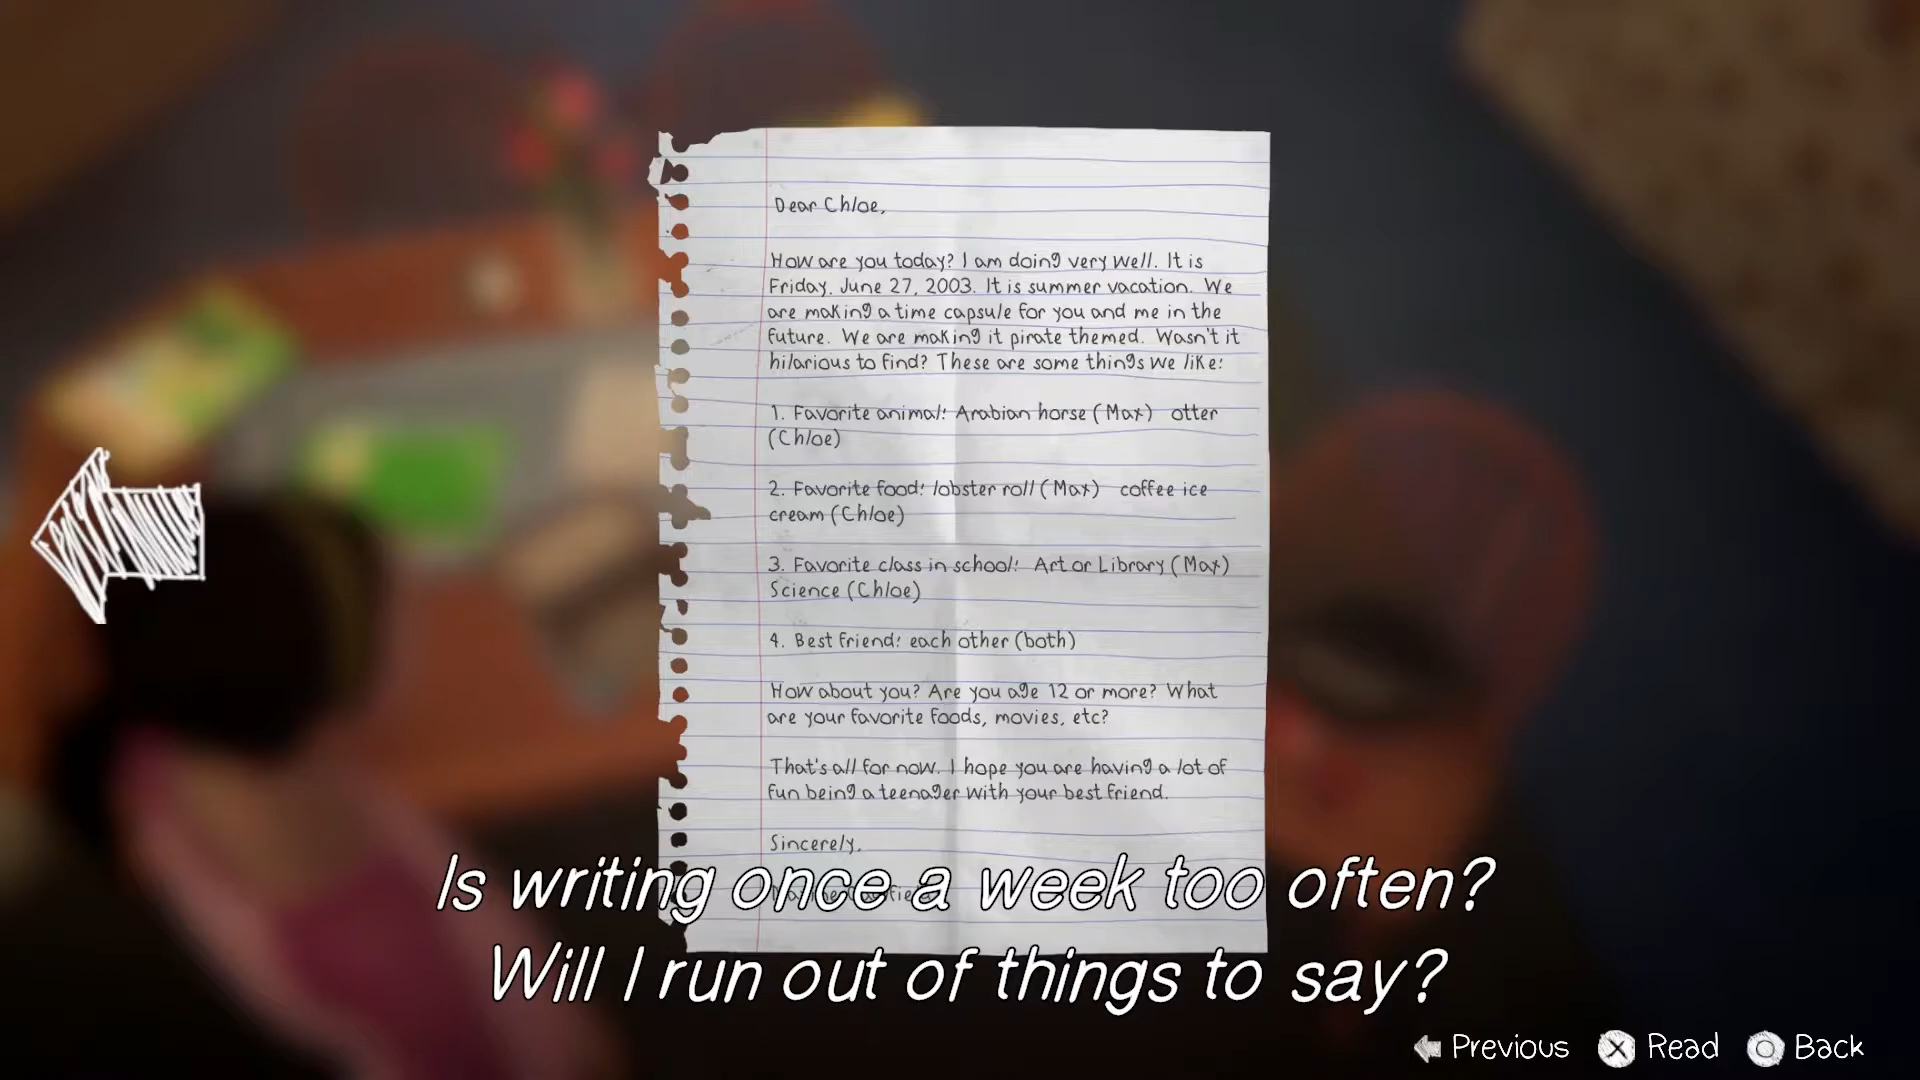 Dear Chloe,
How are you today? I am doing very well. It is
Friday, June 27, 2003. It is summer vacation. We
are making a time capsule for you and me in the
future. We are making it pirate themed. Wasn't it
hilarious to find? These are some things we like:
1. Favorite animal: Arabian horse (Max) otter
(Chloe)
2. Favorite food: lobster roll (Max) coffee ice
cream (Chloe)
3. Favorite class in school: Art or Library (Max)
Science (Chloe)
4. Best friend: each other (both)
How about you? Are you age 12 or more? What
are your favorite foods, movies, etc?
That's all for now. I hope you are having a lot of
fun being a teenager with your best friend.
Sincerely,
Is writing once a week too often?
Will I run out of things to say?
Previous Read Back